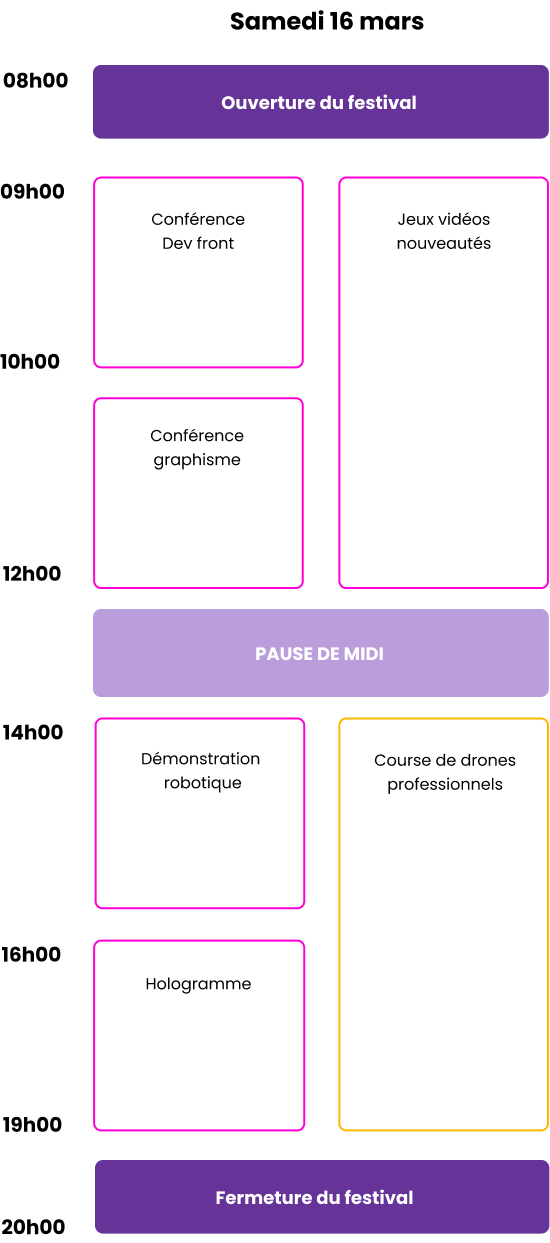 Samedi 16 mars
08h00
Ouverture du festival
09h00
Conférence
Dev front
Jeux vidéos
nouveautés
10h00
Conférence
graphisme
12h00
PAUSE DE MIDI
14h00
Démonstration
robotique
Course de drones
professionnels
16h00
Hologramme
19h00
Fermeture du festival
20h00